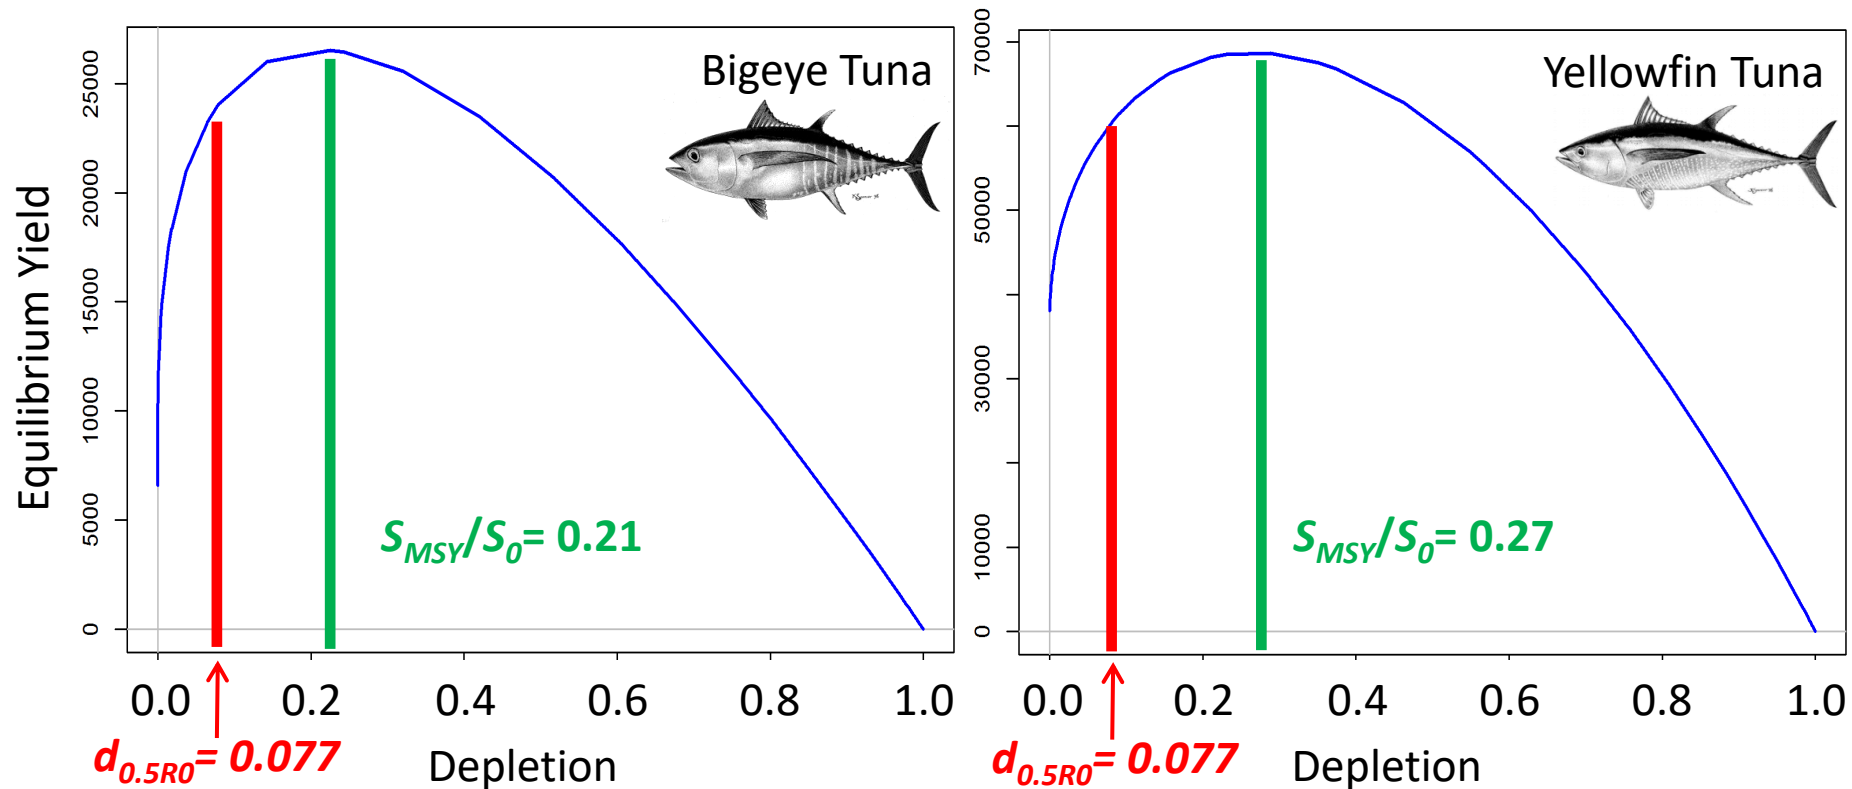 Bigeye Tuna
Equilibrium Yield
25000
20000
15000
10000
5000
0
S_MSY/S_0= 0.21
0.0 0.2 0.4 0.6 0.8 1.0
d_0.5R0= 0.077
Depletion
Yellowfin Tuna
70000
50000
30000
10000
0
S_MSY/S_0= 0.27
0.0 0.2 0.4 0.6 0.8 1.0
d_0.5R0= 0.077
Depletion